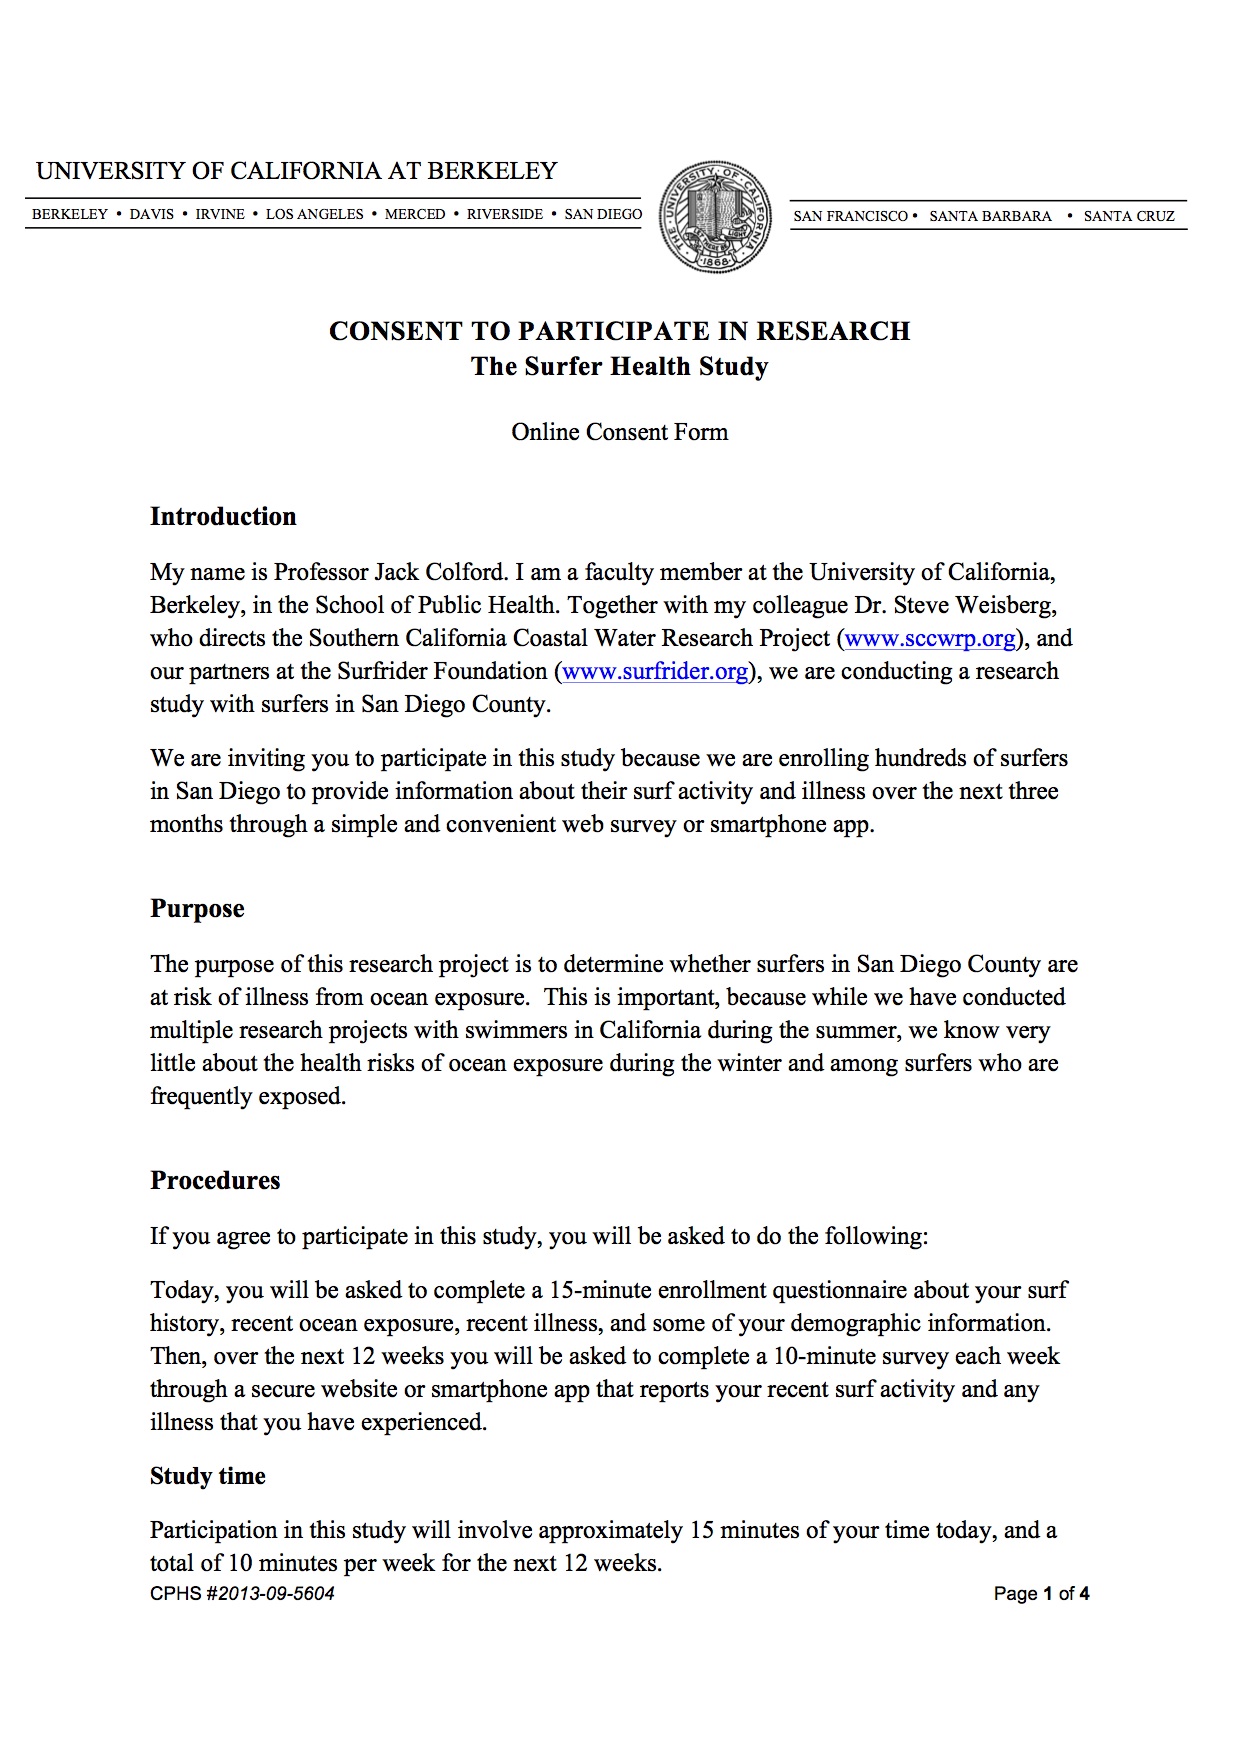 UNIVERSITY OF CALIFORNIA AT BERKELEY
BERKELEY • DAVIS • IRVINE • LOS ANGELES • MERCED • RIVERSIDE • SAN DIEGO
THE UNIVERSITY OF CALIFORNIA
LET THERE BE LIGHT
1868
SAN FRANCISCO • SANTA BARBARA • SANTA CRUZ
CONSENT TO PARTICIPATE IN RESEARCH
The Surfer Health Study
Online Consent Form
Introduction
My name is Professor Jack Colford. I am a faculty member at the University of California,
Berkeley, in the School of Public Health. Together with my colleague Dr. Steve Weisberg,
who directs the Southern California Coastal Water Research Project (www.sccwrp.org), and
our partners at the Surfrider Foundation (www.surfrider.org), we are conducting a research
study with surfers in San Diego County.
We are inviting you to participate in this study because we are enrolling hundreds of surfers
in San Diego to provide information about their surf activity and illness over the next three
months through a simple and convenient web survey or smartphone app.
Purpose
The purpose of this research project is to determine whether surfers in San Diego County are
at risk of illness from ocean exposure.  This is important, because while we have conducted
multiple research projects with swimmers in California during the summer, we know very
little about the health risks of ocean exposure during the winter and among surfers who are
frequently exposed.
Procedures
If you agree to participate in this study, you will be asked to do the following:
Today, you will be asked to complete a 15-minute enrollment questionnaire about your surf
history, recent ocean exposure, recent illness, and some of your demographic information.
Then, over the next 12 weeks you will be asked to complete a 10-minute survey each week
through a secure website or smartphone app that reports your recent surf activity and any
illness that you have experienced.
Study time
Participation in this study will involve approximately 15 minutes of your time today, and a
total of 10 minutes per week for the next 12 weeks.
CPHS #2013-09-5604 Page 1 of 4